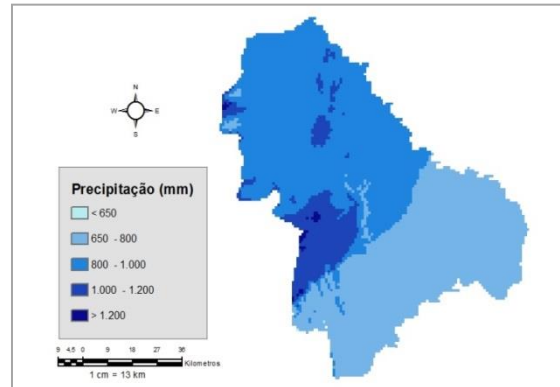 N
W E
S
Precipitação (mm)
< 650
650 - 800
800 - 1.000
1.000 - 1.200
> 1.200
9 4,5 0 9 18 27 36
Kilometros
1 cm = 13 km